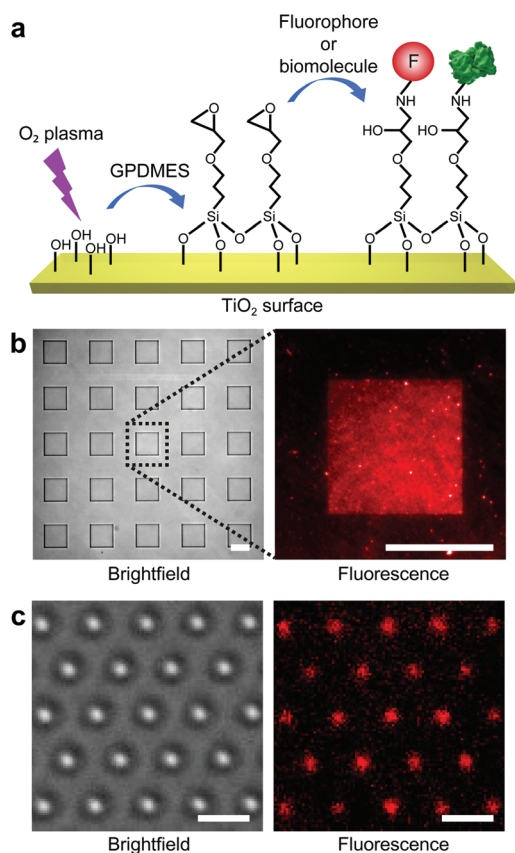 a
Fluorophore
or
biomolecule
F
O₂ plasma
GPDMES
O
O
NH
NH
HO
HO
O
O
O
O
Si
Si
Si
Si
OH
OH
OH
OH
O
O
O
O
O
O
O
O
O
O
TiO₂ surface
b
Brightfield
Fluorescence
c
Brightfield
Fluorescence